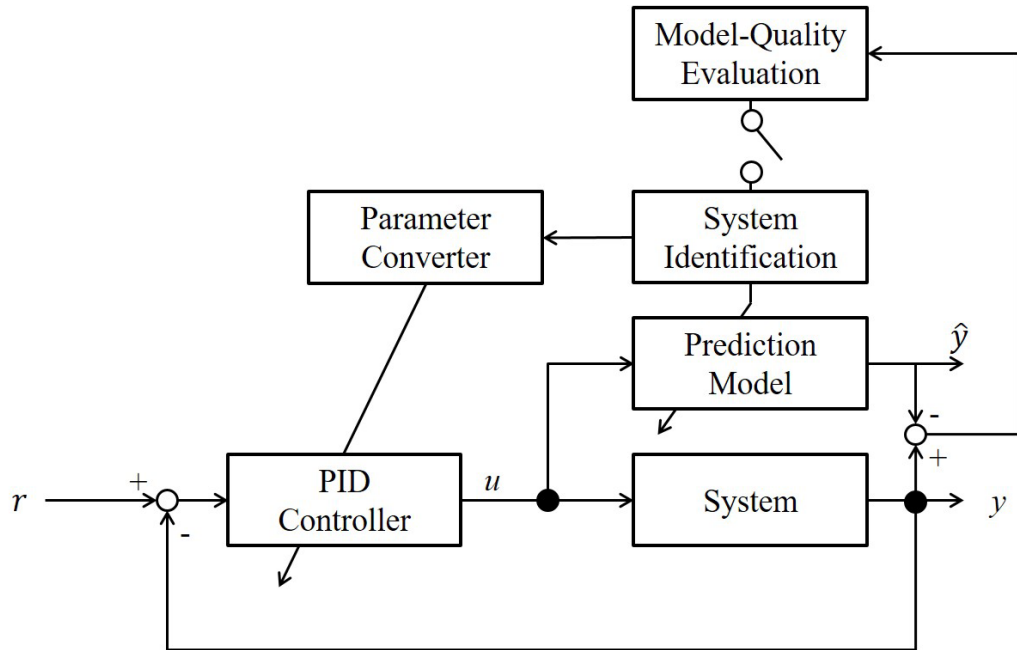 Model-Quality
Evaluation
Parameter
Converter
System
Identification
Prediction
Model
ŷ
-
+
r
+
-
PID
Controller
u
System
y